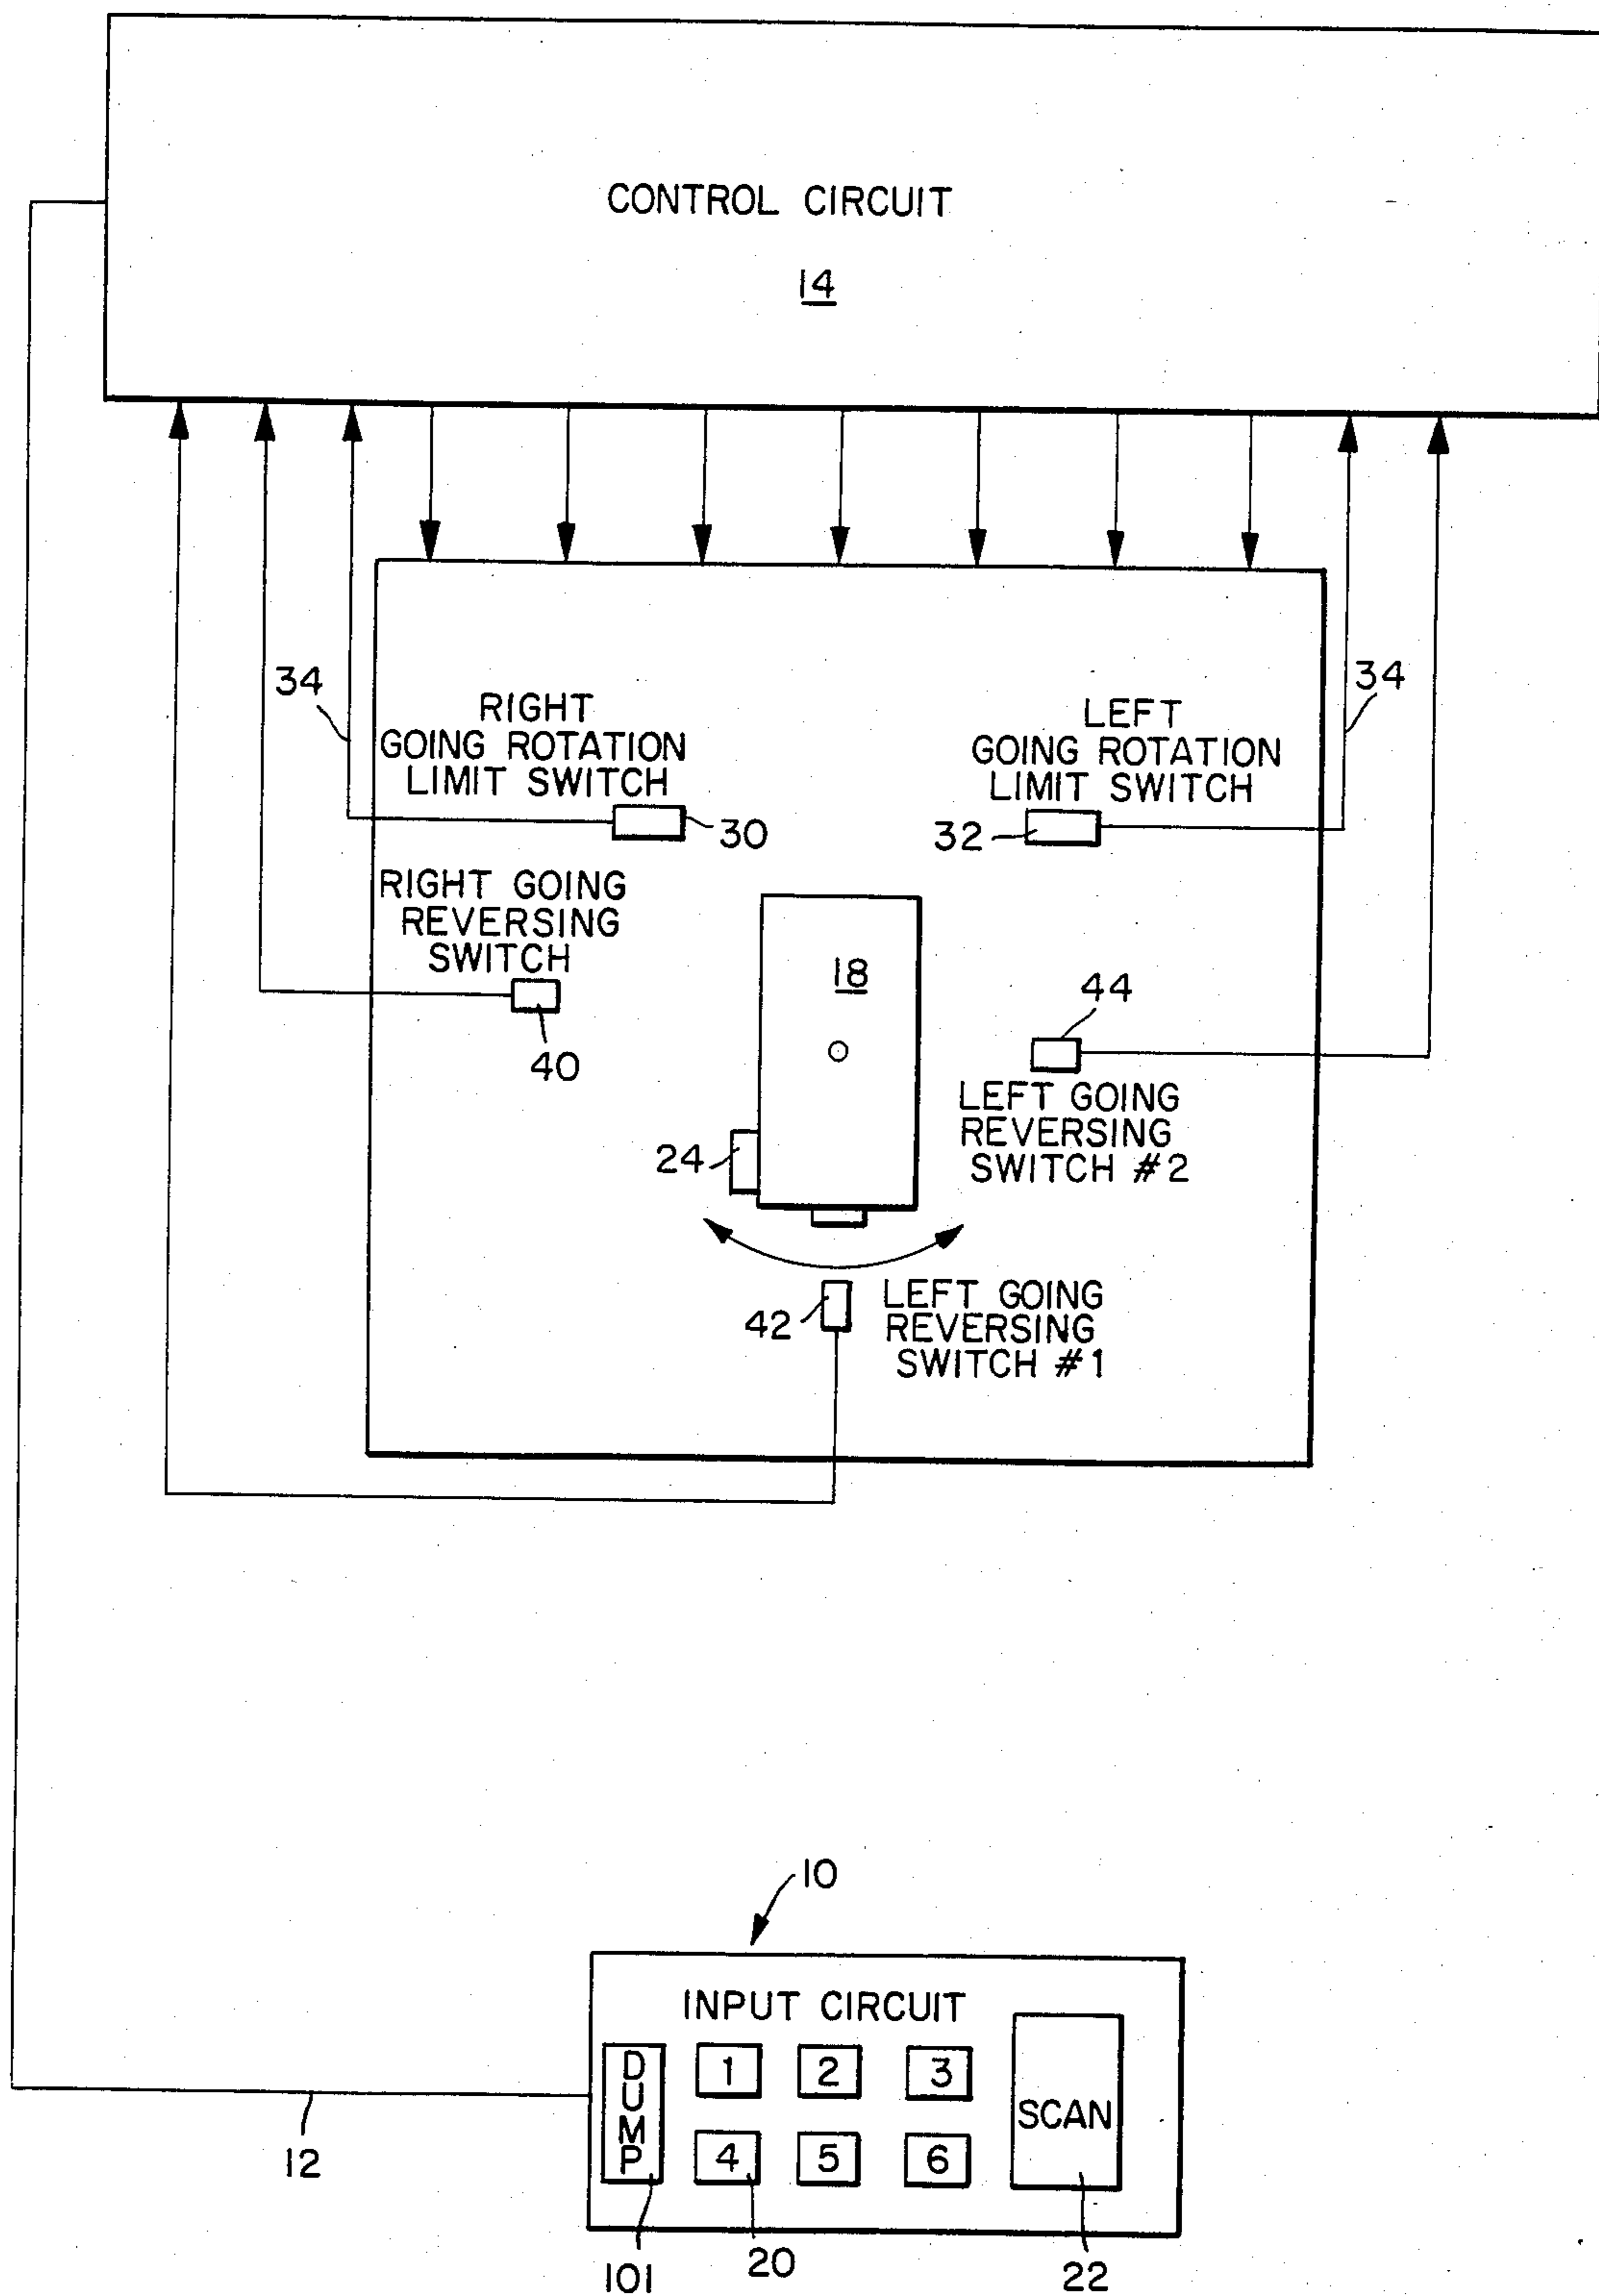 CONTROL CIRCUIT
14
34
RIGHT
GOING ROTATION
LIMIT SWITCH
30
LEFT
GOING ROTATION
LIMIT SWITCH
32
34
RIGHT GOING
REVERSING
SWITCH
40
18
44
LEFT GOING
REVERSING
SWITCH #2
24
42
LEFT GOING
REVERSING
SWITCH #1
10
INPUT CIRCUIT
DUMP
1
2
3
4
5
6
SCAN
12
101
20
22